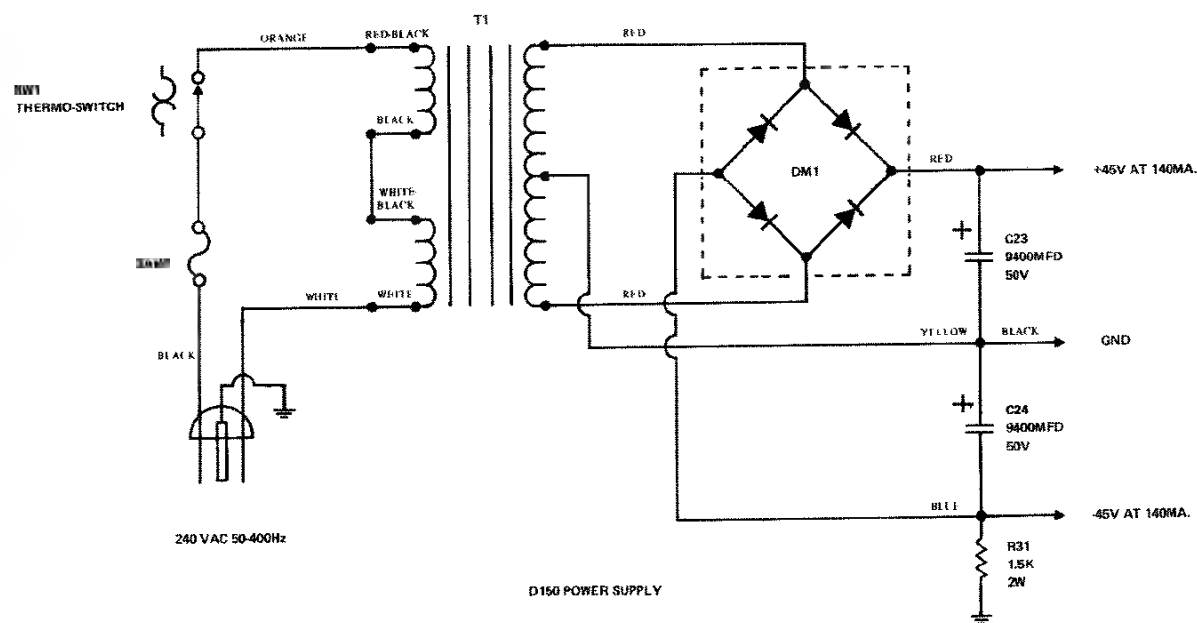 T1
ORANGE
RED-BLACK
RED
THERMO-SWITCH
BLACK
DM1
RED
+45V AT 140MA.
WHITE
BLACK
C23
9400MFD
50V
WHITE
WHITE
RED
YELLOW
BLACK
GND
BLACK
C24
9400MFD
50V
BLUE
-45V AT 140MA.
240 VAC 50-400Hz
R31
1.5K
2W
D150 POWER SUPPLY